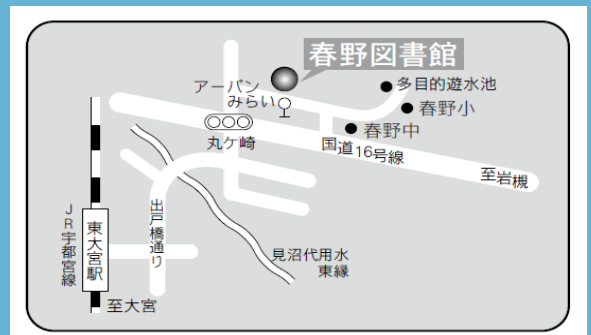 春野図書館
アーバン
みらい
多目的遊水池
春野小
春野中
丸ケ崎
国道16号線
至岩槻
JR宇都宮線
東大宮駅
出戸橋通り
見沼代用水
東縁
至大宮